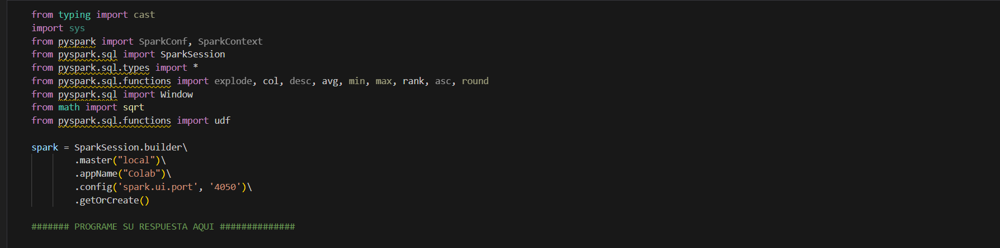 from typing import cast
import sys
from pyspark import SparkConf, SparkContext
from pyspark.sql import SparkSession
from pyspark.sql.types import *
from pyspark.sql.functions import explode, col, desc, avg, min, max, rank, asc, round
from pyspark.sql import Window
from math import sqrt
from pyspark.sql.functions import udf
spark = SparkSession.builder\
.master("local")\
.appName("Colab")\
.config('spark.ui.port', '4050')\
.getOrCreate()
####### PROGRAME SU RESPUESTA AQUI ##############